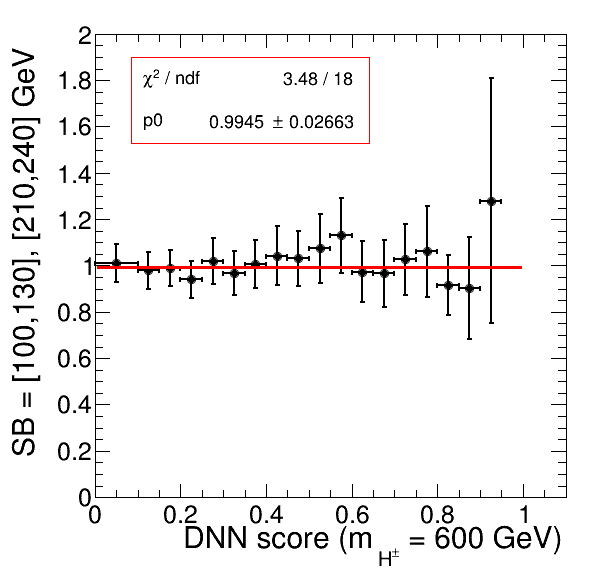 SB = [100,130], [210,240] GeV
2
1.8
1.6
1.4
1.2
1
0.8
0.6
0.4
0.2
0
χ² / ndf 3.48 / 18
p0 0.9945 ± 0.02663
0 0.2 0.4 0.6 0.8 1
DNN score (m_H± = 600 GeV)